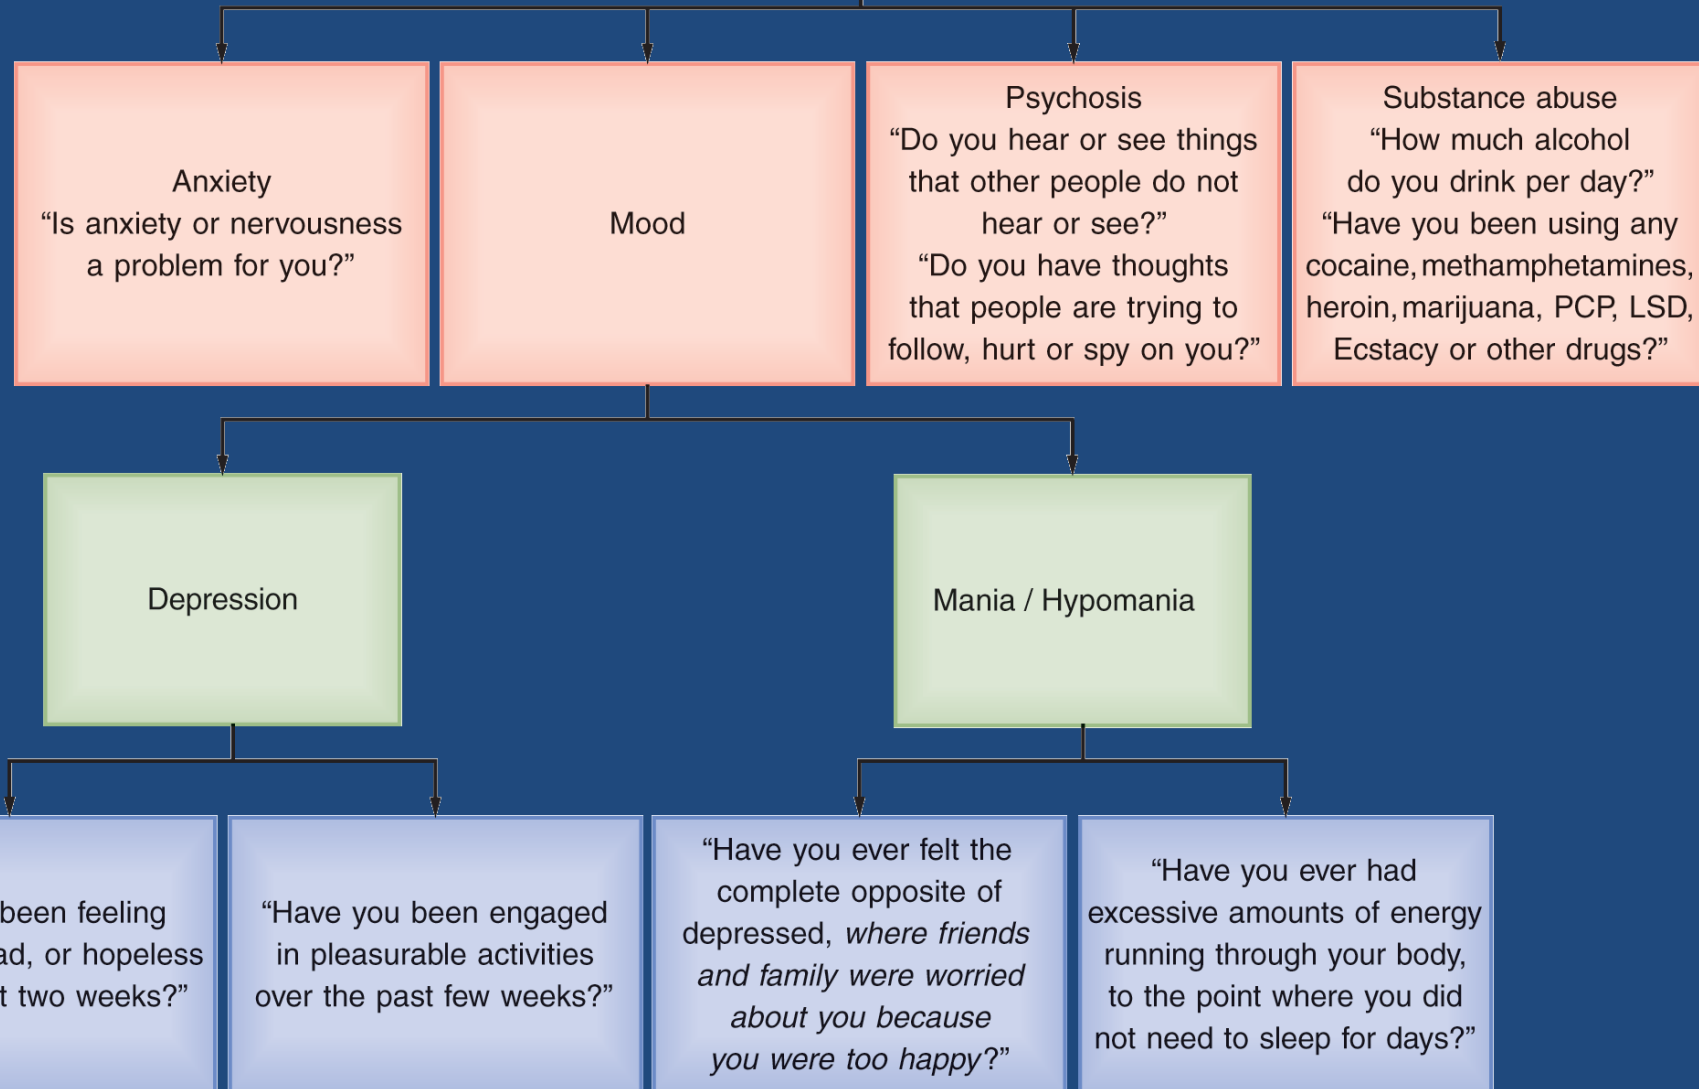 Anxiety
“Is anxiety or nervousness
a problem for you?”
Mood
Psychosis
“Do you hear or see things
that other people do not
hear or see?”
“Do you have thoughts
that people are trying to
follow, hurt or spy on you?”
Substance abuse
“How much alcohol
do you drink per day?”
“Have you been using any
cocaine, methamphetamines,
heroin, marijuana, PCP, LSD,
Ecstacy or other drugs?”
Depression
Mania / Hypomania
been feeling
or hopeless
two weeks?”
“Have you been engaged
in pleasurable activities
over the past few weeks?”
“Have you ever felt the
complete opposite of
depressed, where friends
and family were worried
about you because
you were too happy?”
“Have you ever had
excessive amounts of energy
running through your body,
to the point where you did
not need to sleep for days?”